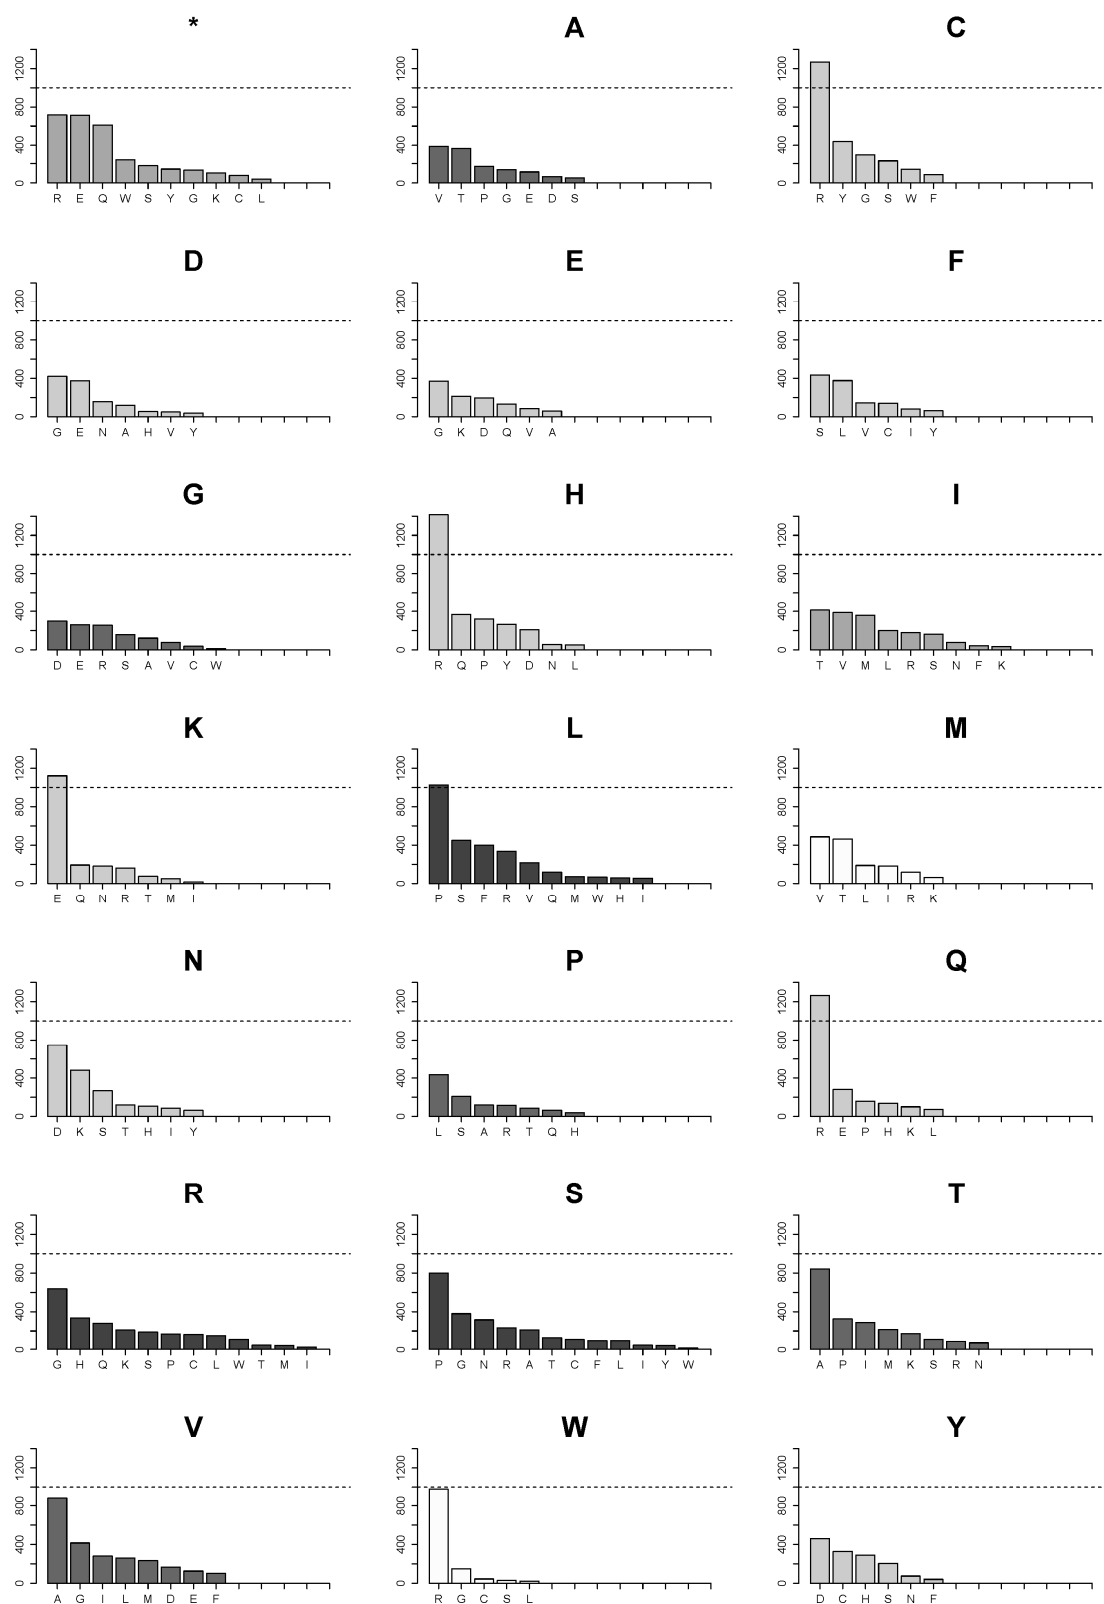 * A C
0 400 800 1200 0 400 800 1200 0 400 800 1200
R E Q W S Y G K C L V T P G E D S R Y G S W F
D E F
0 400 800 1200 0 400 800 1200 0 400 800 1200
G E N A H V Y G K D Q V A S L V C I Y
G H I
0 400 800 1200 0 400 800 1200 0 400 800 1200
D E R S A V C W R Q P Y D N L T V M L R S N F K
K L M
0 400 800 1200 0 400 800 1200 0 400 800 1200
E Q N R T M I P S F R V Q M W H I V T L I R K
N P Q
0 400 800 1200 0 400 800 1200 0 400 800 1200
D K S T H I Y L S A R T Q H R E P H K L
R S T
0 400 800 1200 0 400 800 1200 0 400 800 1200
G H Q K S P C L W T M I P G N R A T C F L I Y W A P I M K S R N
V W Y
0 400 800 1200 0 400 800 1200 0 400 800 1200
A G I L M D E F R G C S L D C H S N F